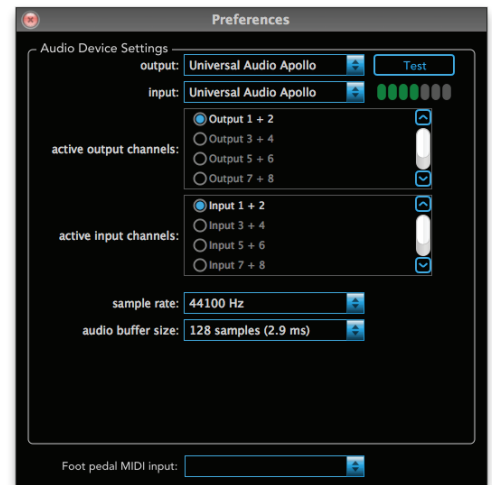 Preferences
Audio Device Settings
output: Universal Audio Apollo Test
input: Universal Audio Apollo
active output channels:
Output 1 + 2
Output 3 + 4
Output 5 + 6
Output 7 + 8
active input channels:
Input 1 + 2
Input 3 + 4
Input 5 + 6
Input 7 + 8
sample rate: 44100 Hz
audio buffer size: 128 samples (2.9 ms)
Foot pedal MIDI input: